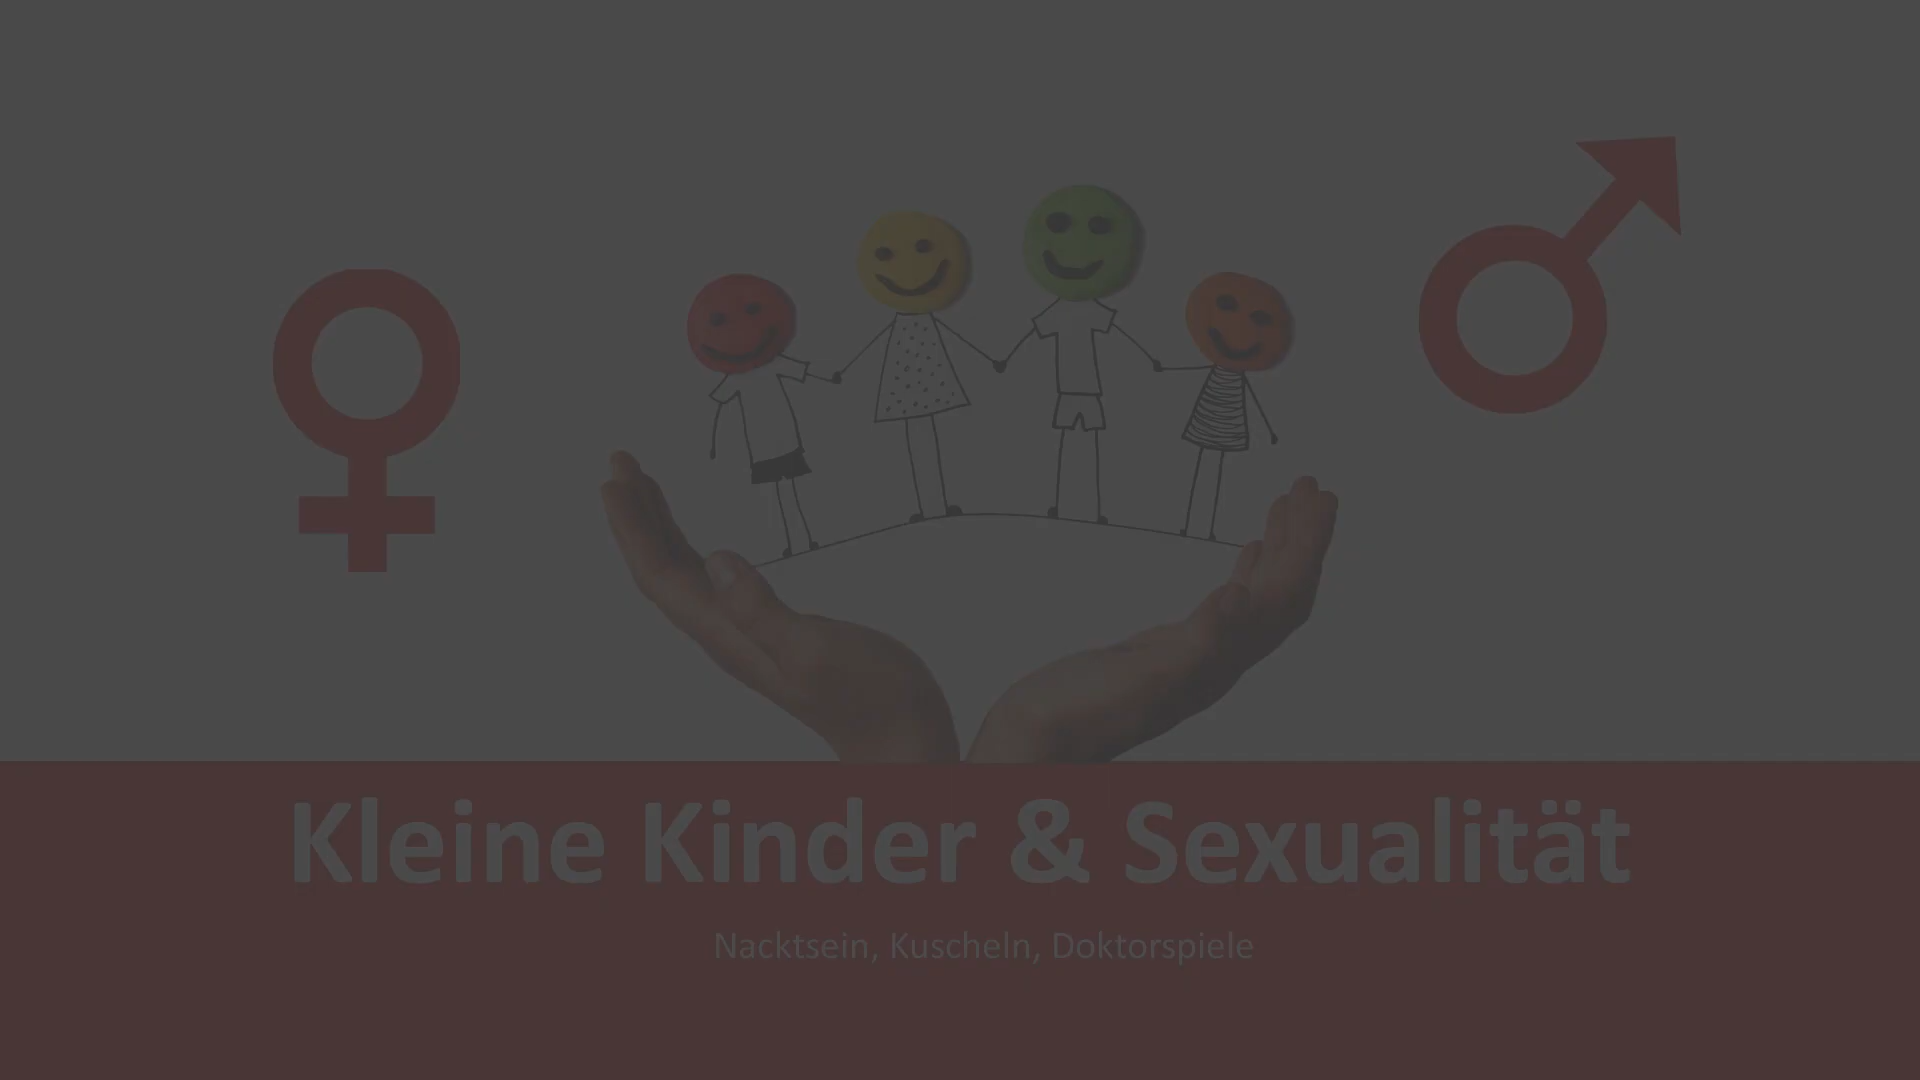 Kleine Kinder & Sexualität
Nacktsein, Kuscheln, Doktorspiele